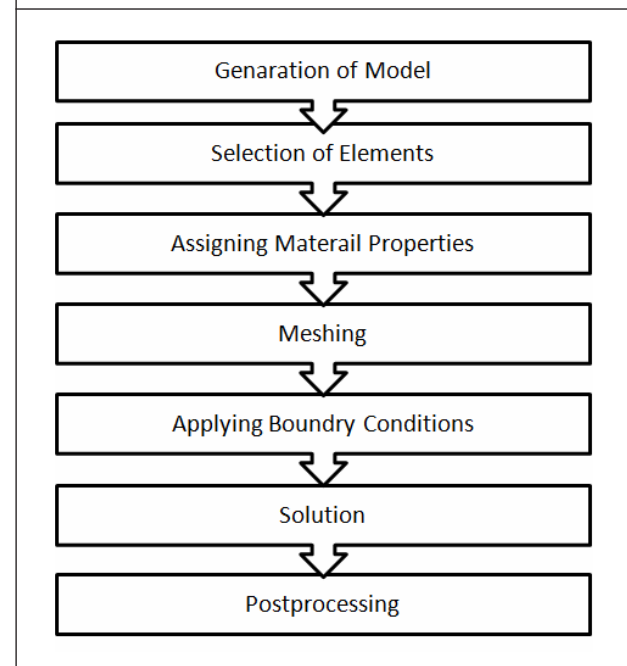 Genaration of Model
Selection of Elements
Assigning Materail Properties
Meshing
Applying Boundry Conditions
Solution
Postprocessing